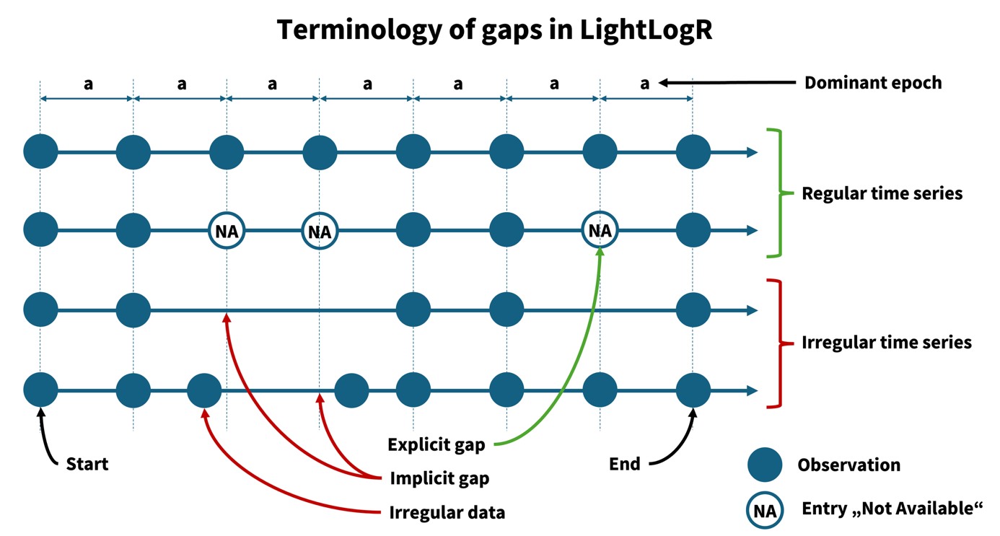 Terminology of gaps in LightLogR
a a a a a a a
Dominant epoch
Regular time series
NA NA NA
Irregular time series
Explicit gap
Start
End
Observation
Implicit gap
Irregular data
NA
Entry „Not Available“